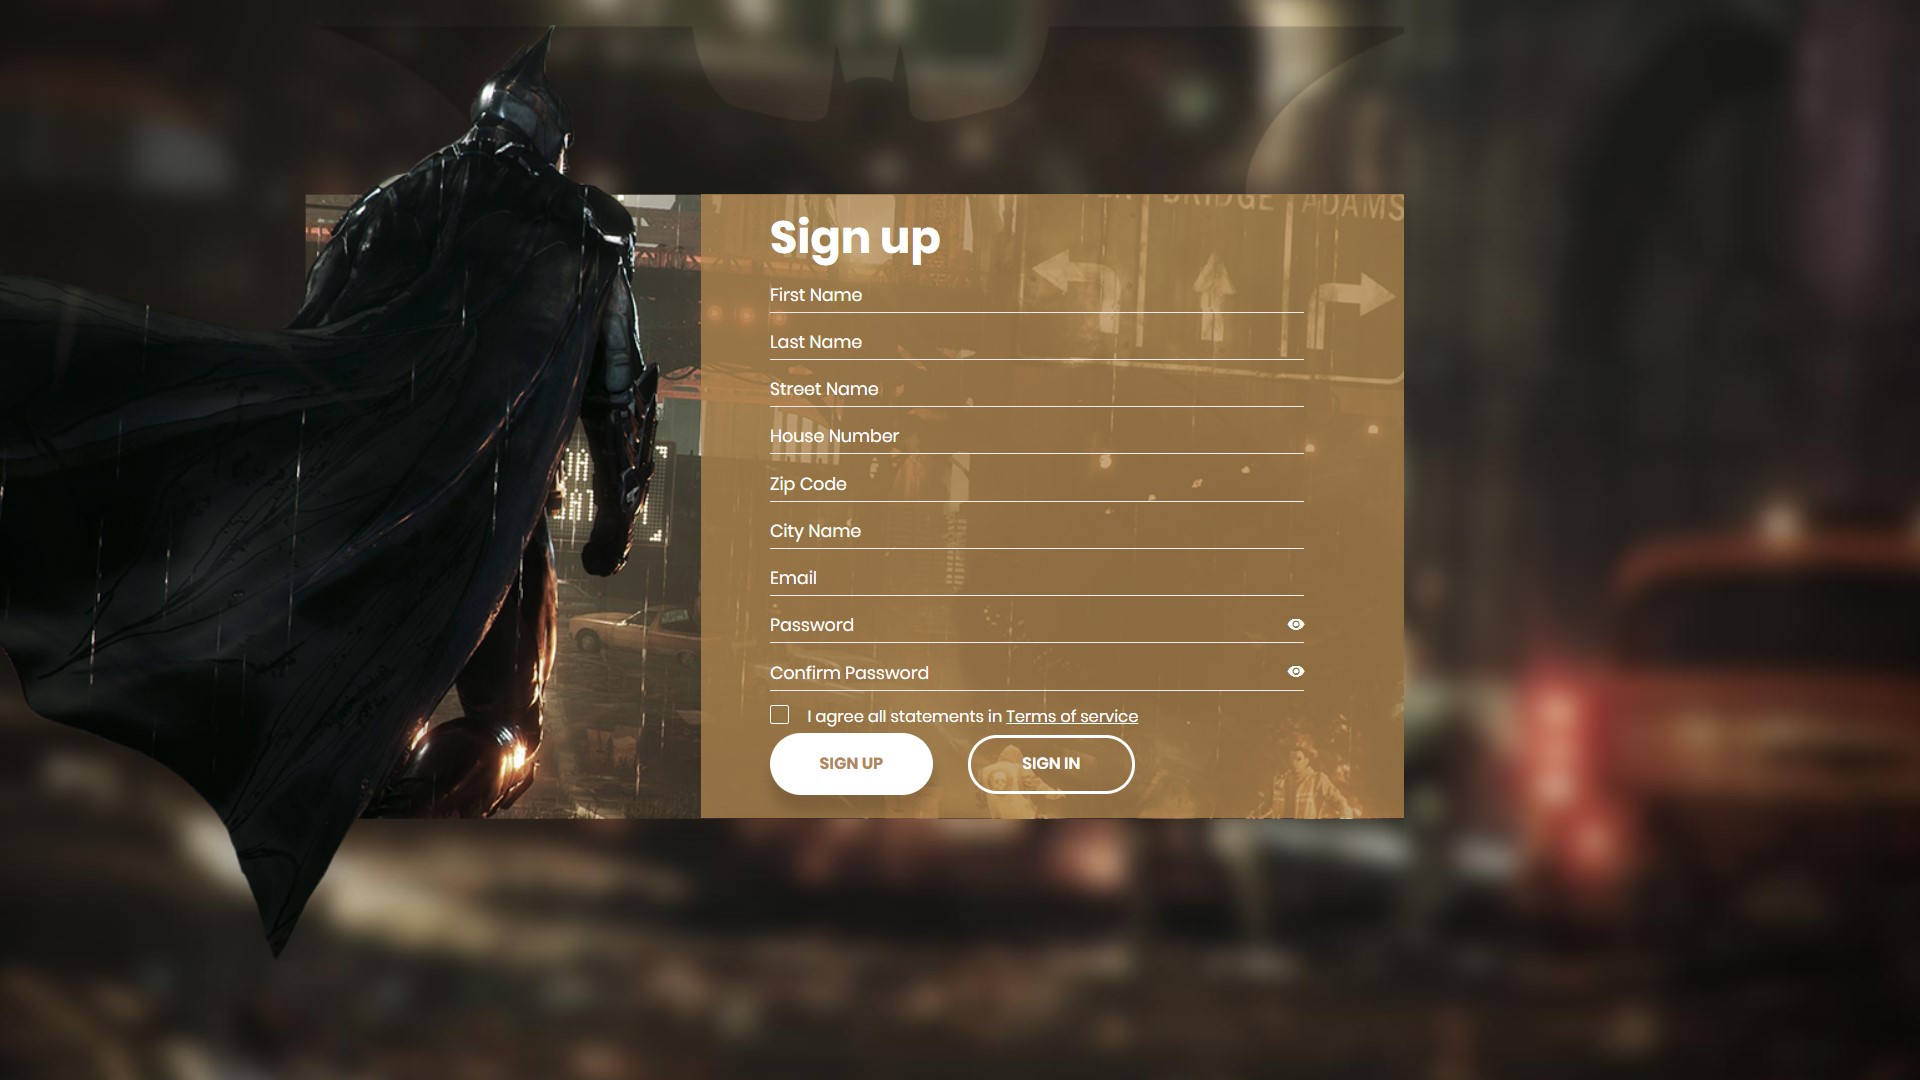 BRIDGE ADAMS
Sign up
First Name
Last Name
Street Name
House Number
Zip Code
City Name
Email
Password
Confirm Password
I agree all statements in Terms of service
SIGN UP
SIGN IN